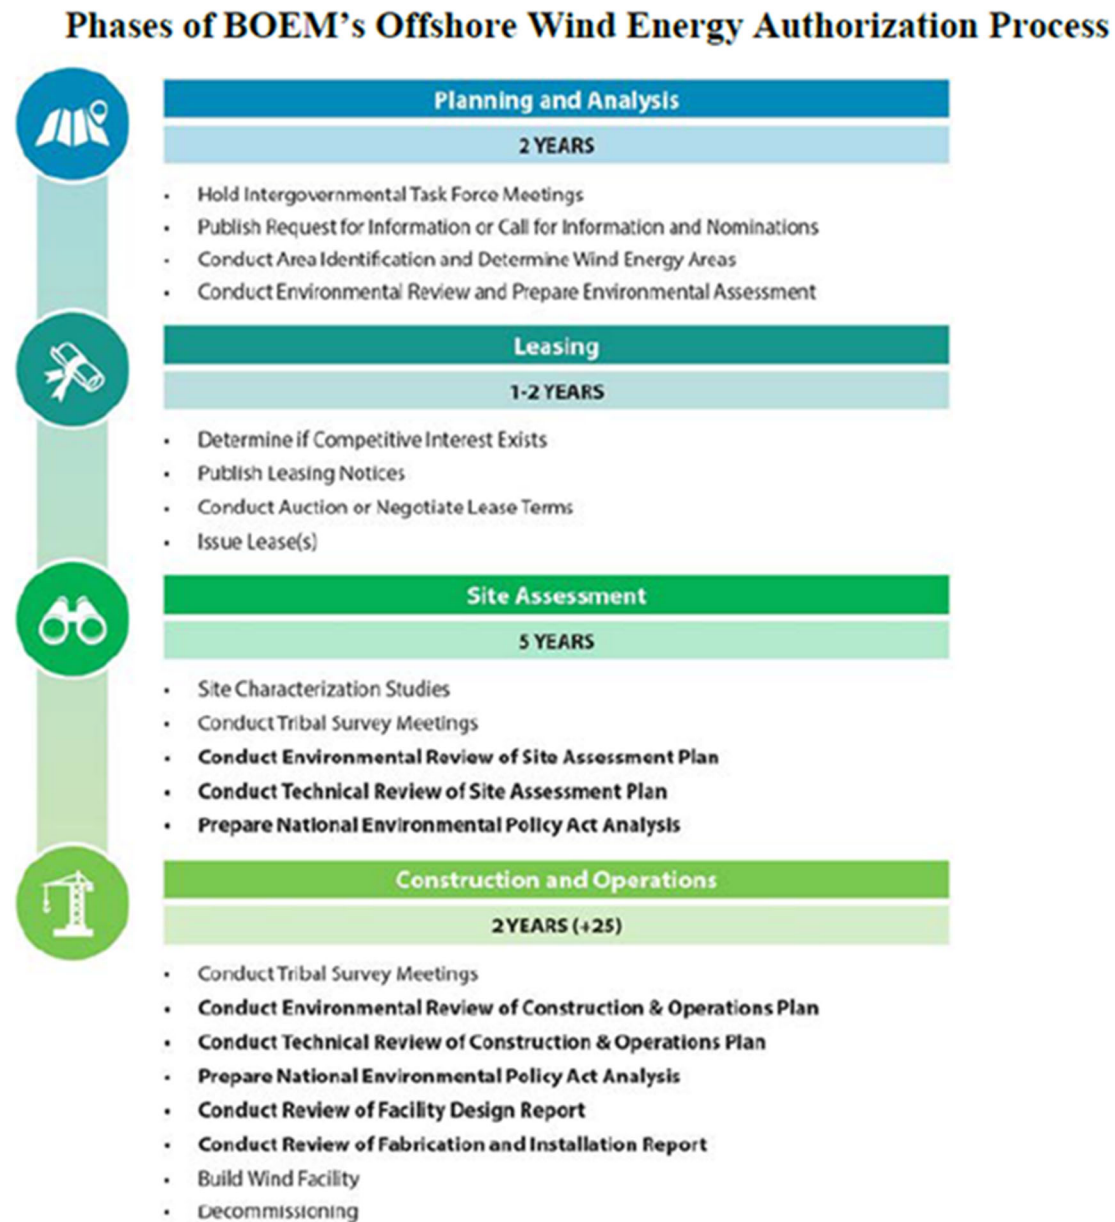 Phases of BOEM's Offshore Wind Energy Authorization Process
Planning and Analysis
2 YEARS
• Hold Intergovernmental Task Force Meetings
• Publish Request for Information or Call for Information and Nominations
• Conduct Area Identification and Determine Wind Energy Areas
• Conduct Environmental Review and Prepare Environmental Assessment
Leasing
1-2 YEARS
• Determine if Competitive Interest Exists
• Publish Leasing Notices
• Conduct Auction or Negotiate Lease Terms
• Issue Lease(s)
Site Assessment
5 YEARS
• Site Characterization Studies
• Conduct Tribal Survey Meetings
• Conduct Environmental Review of Site Assessment Plan
• Conduct Technical Review of Site Assessment Plan
• Prepare National Environmental Policy Act Analysis
Construction and Operations
2 YEARS (+25)
• Conduct Tribal Survey Meetings
• Conduct Environmental Review of Construction & Operations Plan
• Conduct Technical Review of Construction & Operations Plan
• Prepare National Environmental Policy Act Analysis
• Conduct Review of Facility Design Report
• Conduct Review of Fabrication and Installation Report
• Build Wind Facility
• Decommissioning